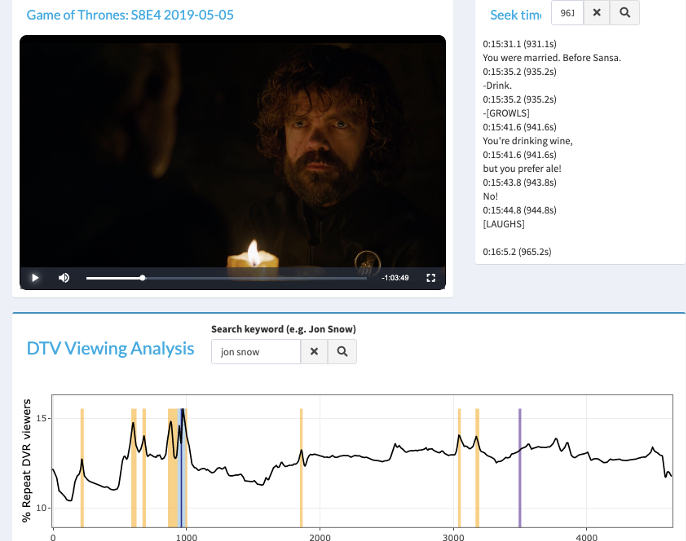 Game of Thrones: S8E4 2019-05-05
Seek tim
961
0:15:31.1 (931.1s)
You were married. Before Sansa.
0:15:35.2 (935.2s)
-Drink.
0:15:35.2 (935.2s)
-[GROWLS]
0:15:41.6 (941.6s)
You're drinking wine,
0:15:41.6 (941.6s)
but you prefer ale!
0:15:43.8 (943.8s)
No!
0:15:44.8 (944.8s)
[LAUGHS]
0:16:5.2 (965.2s)
-1:03:49
DTV Viewing Analysis
Search keyword (e.g. Jon Snow)
jon snow
% Repeat DVR viewers
15
10
0
1000
2000
3000
4000